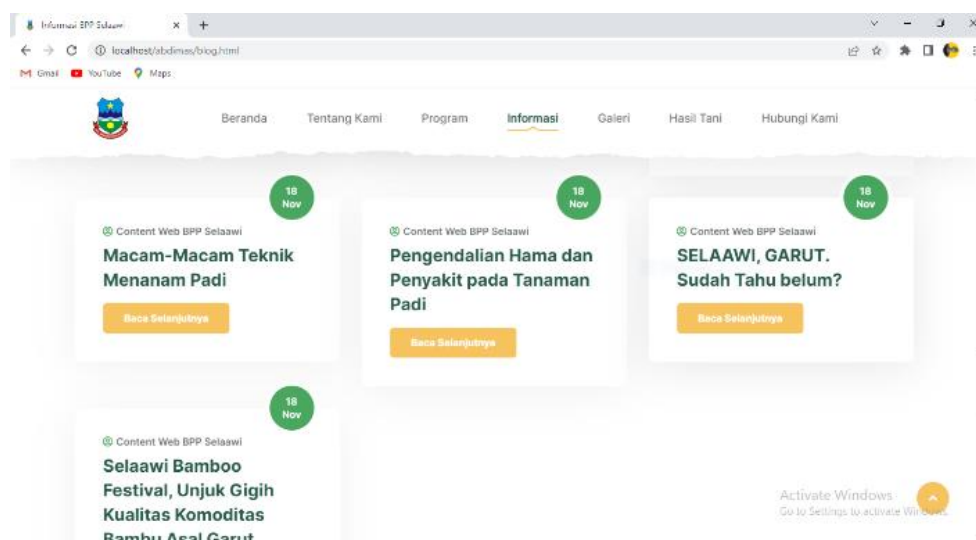 Informasi BPP Selaawi
localhost/abdimas/blog.html
Gmail YouTube Maps
Beranda Tentang Kami Program Informasi Galeri Hasil Tani Hubungi Kami
18
Nov
Content Web BPP Selaawi
Macam-Macam Teknik
Menanam Padi
Baca Selanjutnya
18
Nov
Content Web BPP Selaawi
Pengendalian Hama dan
Penyakit pada Tanaman
Padi
Baca Selanjutnya
18
Nov
Content Web BPP Selaawi
SELAAWI, GARUT.
Sudah Tahu belum?
Baca Selanjutnya
18
Nov
Content Web BPP Selaawi
Selaawi Bamboo
Festival, Unjuk Gigih
Kualitas Komoditas
Bambu Asal Garut
Activate Windows
Go to Settings to activate Windows.